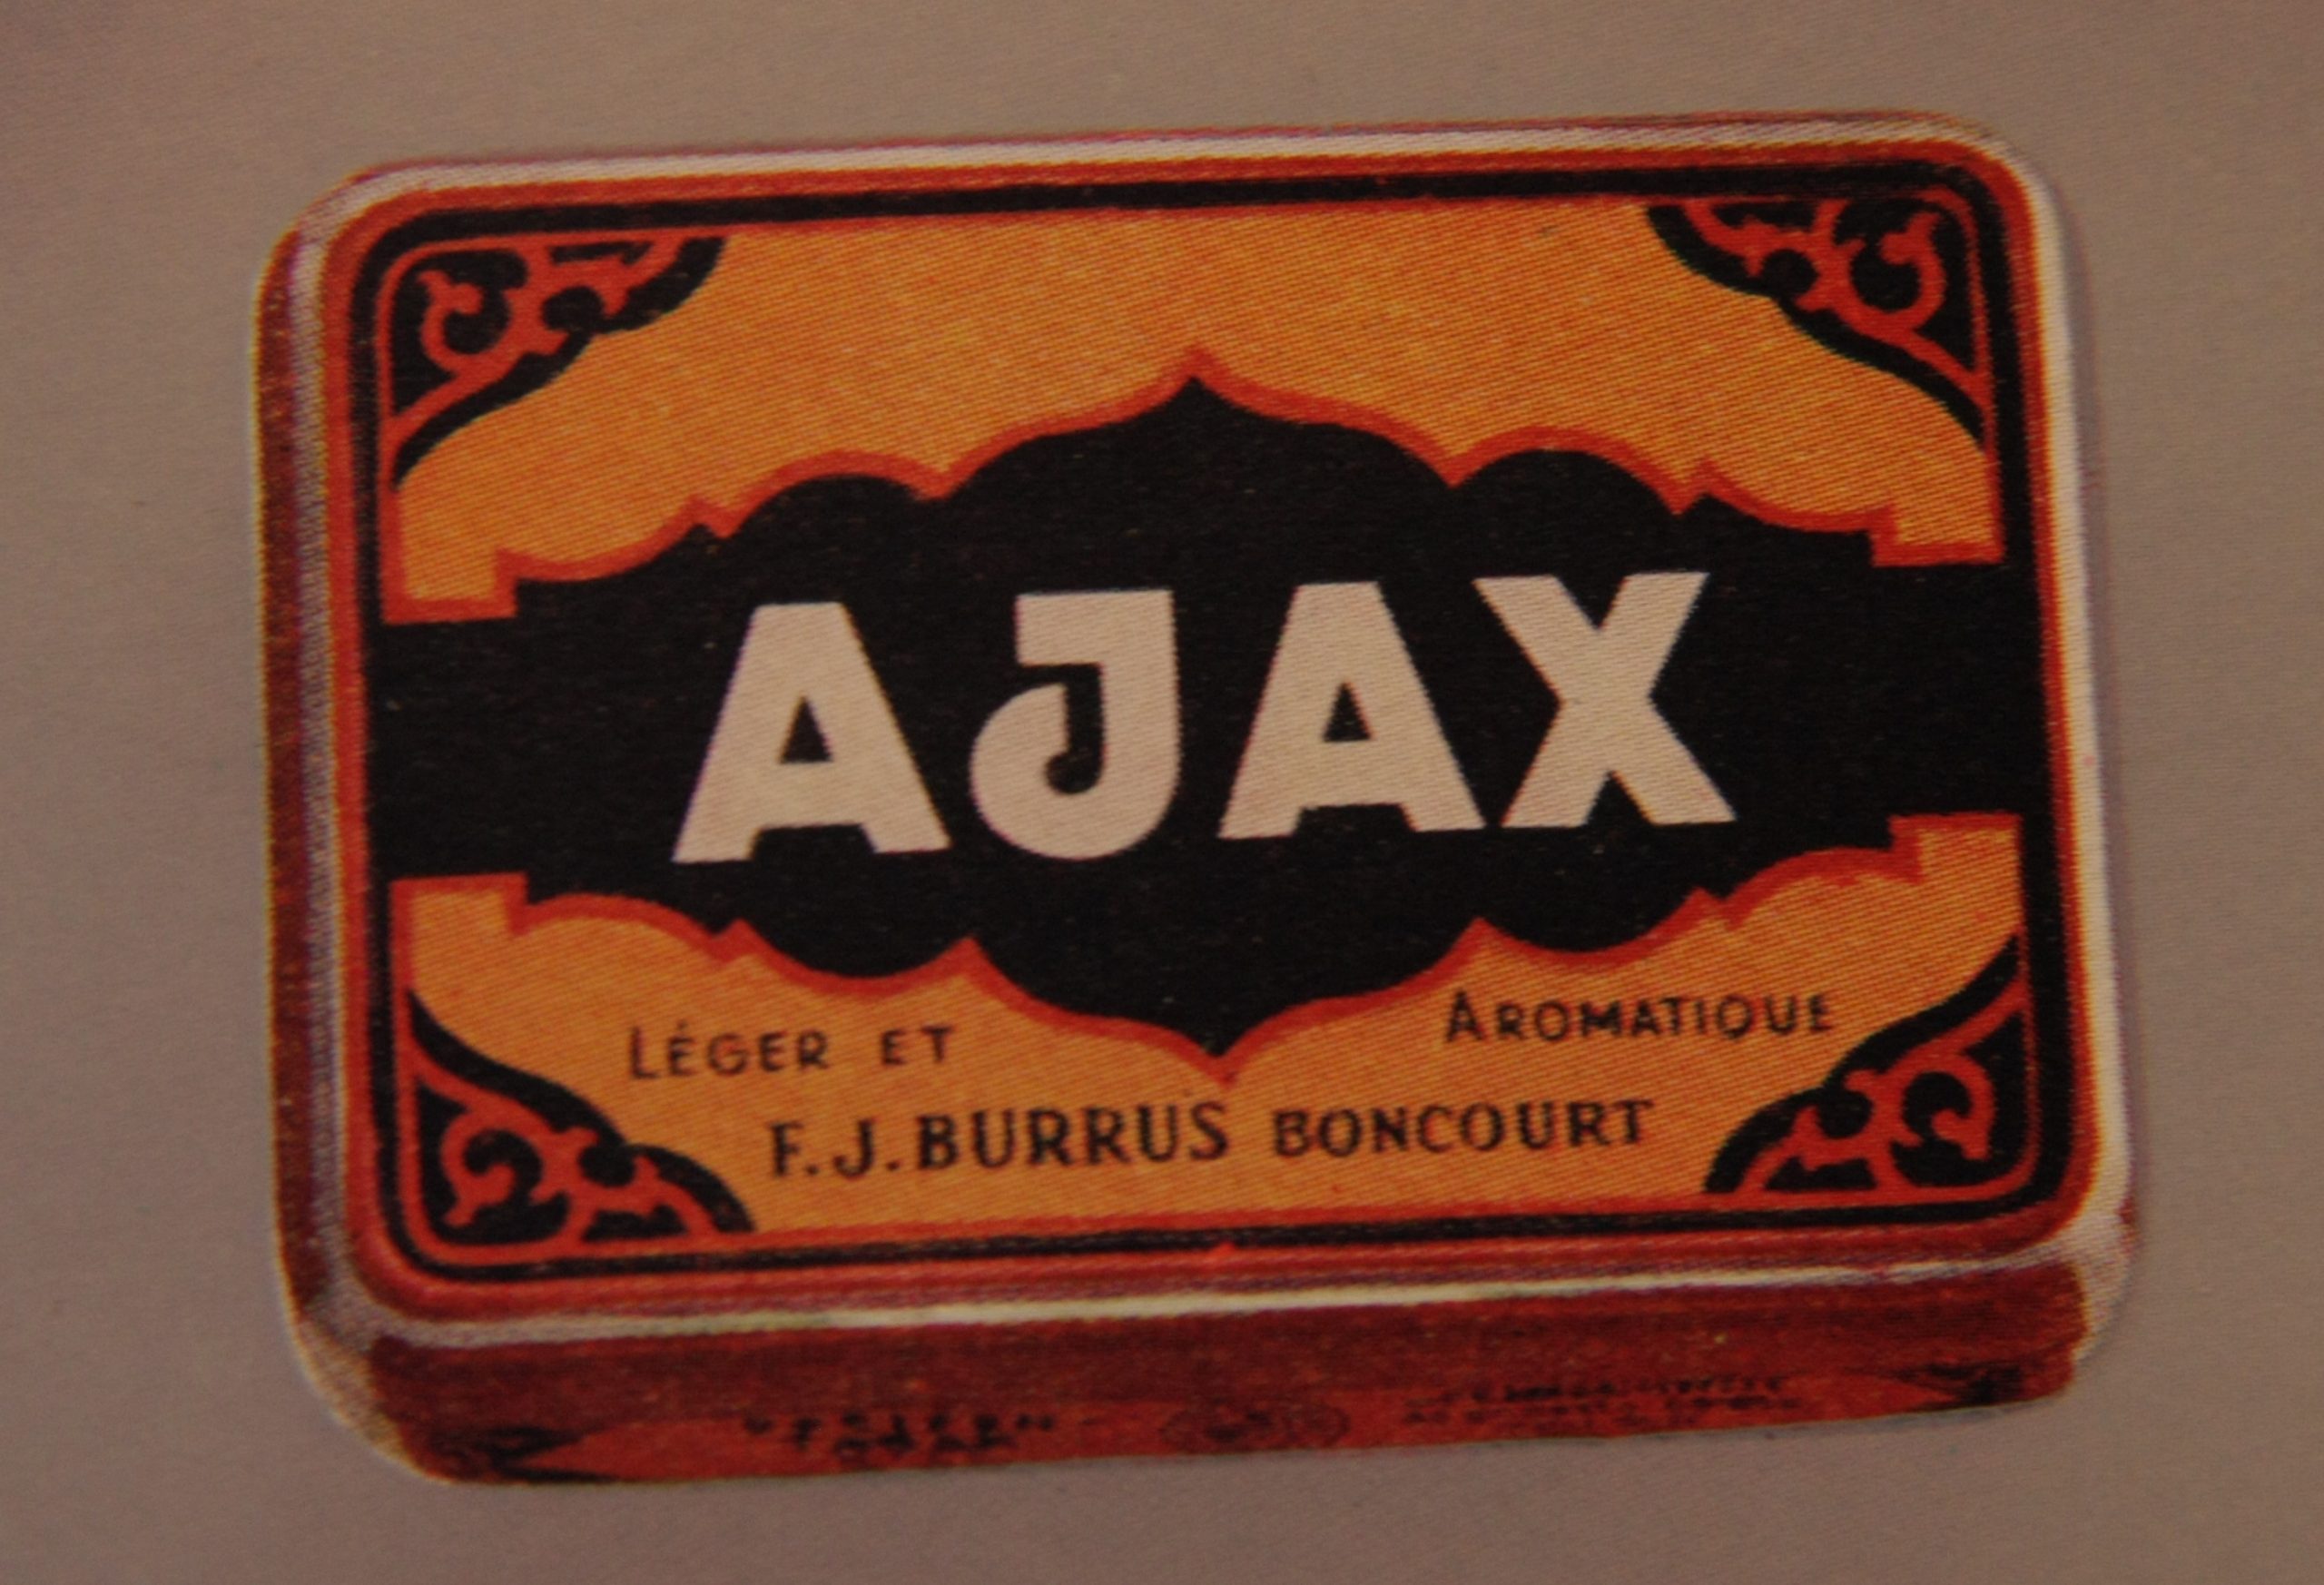 AJAX
LÉGER ET AROMATIQUE
F.J. BURRUS BONCOURT